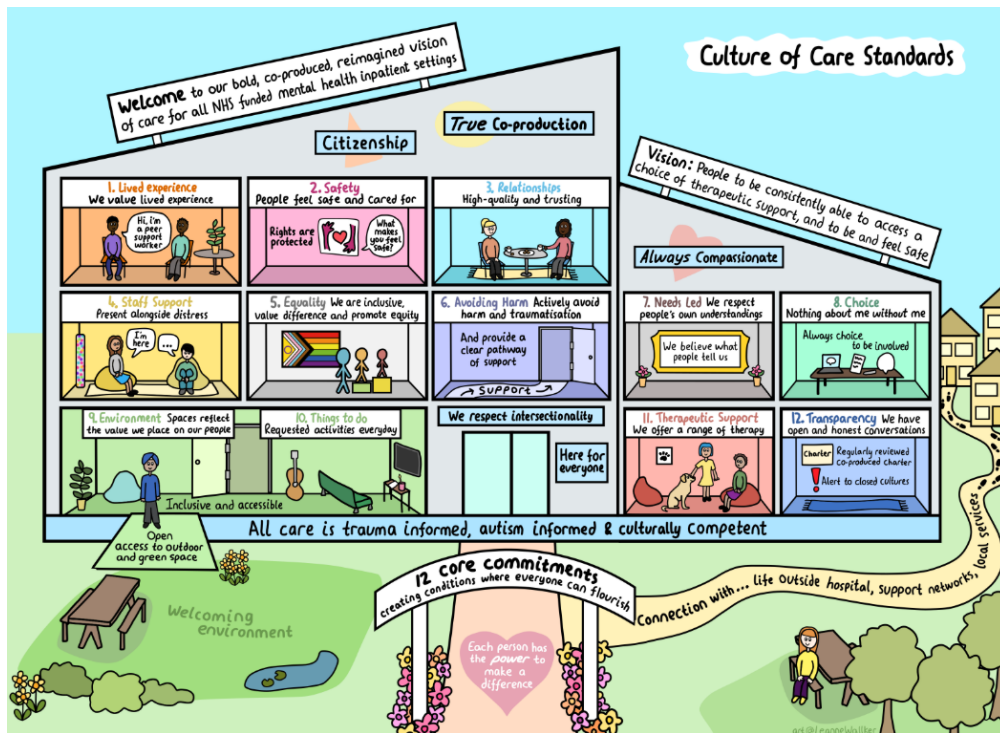 Culture of Care Standards
Welcome to our bold, co-produced, reimagined vision
of care for all NHS funded mental health inpatient settings
Citizenship
True Co-production
Vision: People to be consistently able to access a
choice of therapeutic support, and to be and feel safe
Always Compassionate
1. Lived experience
We value lived experience
Hi, i'm
a peer
support
worker
2. Safety
People feel safe and cared for
Rights are
protected
What
makes
you feel
safe?
3. Relationships
High-quality and trusting
4. Staff Support
Present alongside distress
I'm
here
...
5. Equality We are inclusive,
value difference and promote equity
6. Avoiding Harm Actively avoid
harm and traumatisation
And provide a
clear pathway
of support
Support
7. Needs Led We respect
people's own understandings
We believe what
people tell us
8. Choice
Nothing about me without me
Always choice
to be involved
9. Environment Spaces reflect
the value we place on our people
10. Things to do
Requested activities everyday
Inclusive and accessible
We respect intersectionality
Here for
everyone
11. Therapeutic Support
We offer a range of therapy
12. Transparency We have
open and honest conversations
Charter
Regularly reviewed
co-produced charter
! Alert to closed cultures
All care is trauma informed, autism informed & culturally competent
Open
access to outdoor
and green space
Welcoming
environment
12 core commitments
creating conditions where everyone can flourish
Each person has
the power to
make a
difference
Connection with... life outside hospital, support networks, local services